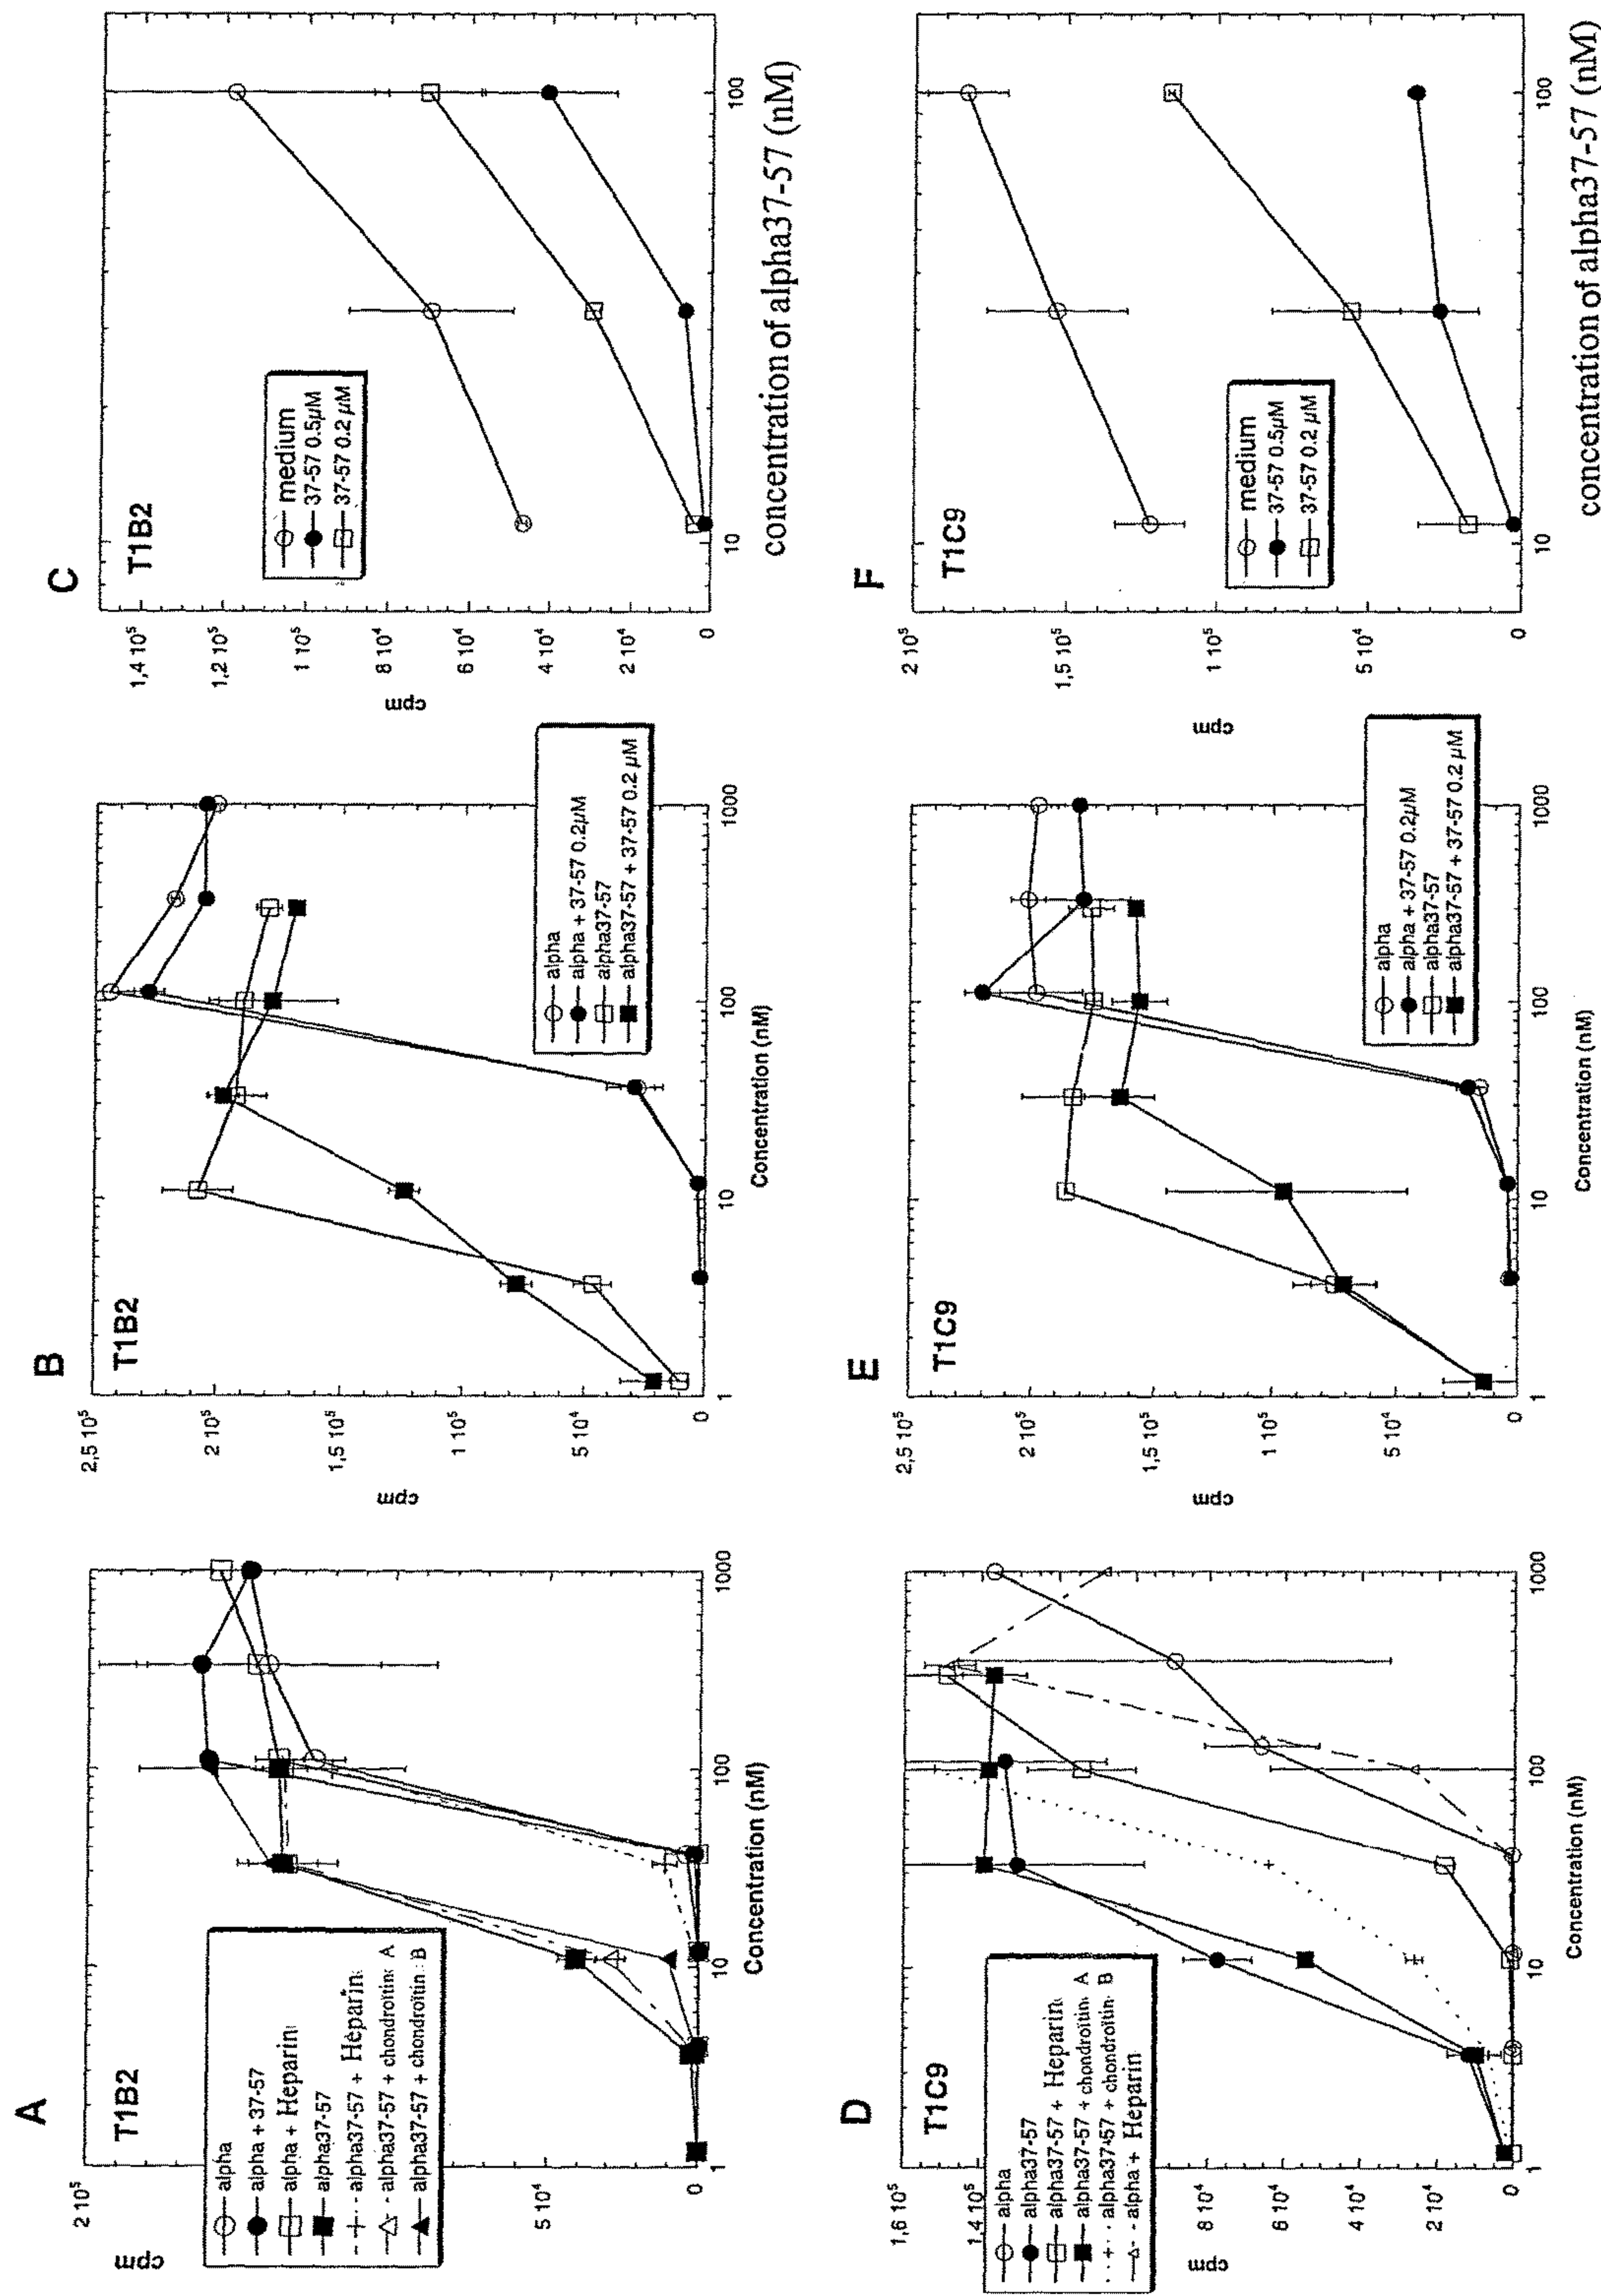 A
T1B2
cpm
2 10⁵
5 10⁴
0
alpha
alpha + 37-57
alpha + Heparin
alpha37-57
alpha37-57 + Heparin
alpha37-57 + chondroïtin A
alpha37-57 + chondroïtin B
1 10 100 1000
Concentration (nM)
B
T1B2
cpm
2,5 10⁵
2 10⁵
1,5 10⁵
1 10⁵
5 10⁴
0
alpha
alpha + 37-57 0.2µM
alpha37-57
alpha37-57 + 37-57 0.2 µM
1 10 100 1000
Concentration (nM)
C
T1B2
cpm
1,4 10⁵
1,2 10⁵
1 10⁵
8 10⁴
6 10⁴
4 10⁴
2 10⁴
0
medium
37-57 0.5µM
37-57 0.2 µM
10 100
concentration of alpha37-57 (nM)
D
T1C9
cpm
1,6 10⁵
1,4 10⁵
8 10⁴
6 10⁴
4 10⁴
2 10⁴
0
alpha
alpha37-57
alpha37-57 + Heparin
alpha37-57 + chondroïtin A
alpha37-57 + chondroïtin B
alpha + Heparin
1 10 100 1000
Concentration (nM)
E
T1C9
cpm
2,5 10⁵
2 10⁵
1,5 10⁵
1 10⁵
5 10⁴
0
alpha
alpha + 37-57 0.2µM
alpha37-57
alpha37-57 + 37-57 0.2 µM
1 10 100 1000
Concentration (nM)
F
T1C9
cpm
2 10⁵
1,5 10⁵
1 10⁵
5 10⁴
0
medium
37-57 0.5µM
37-57 0.2 µM
10 100
concentration of alpha37-57 (nM)